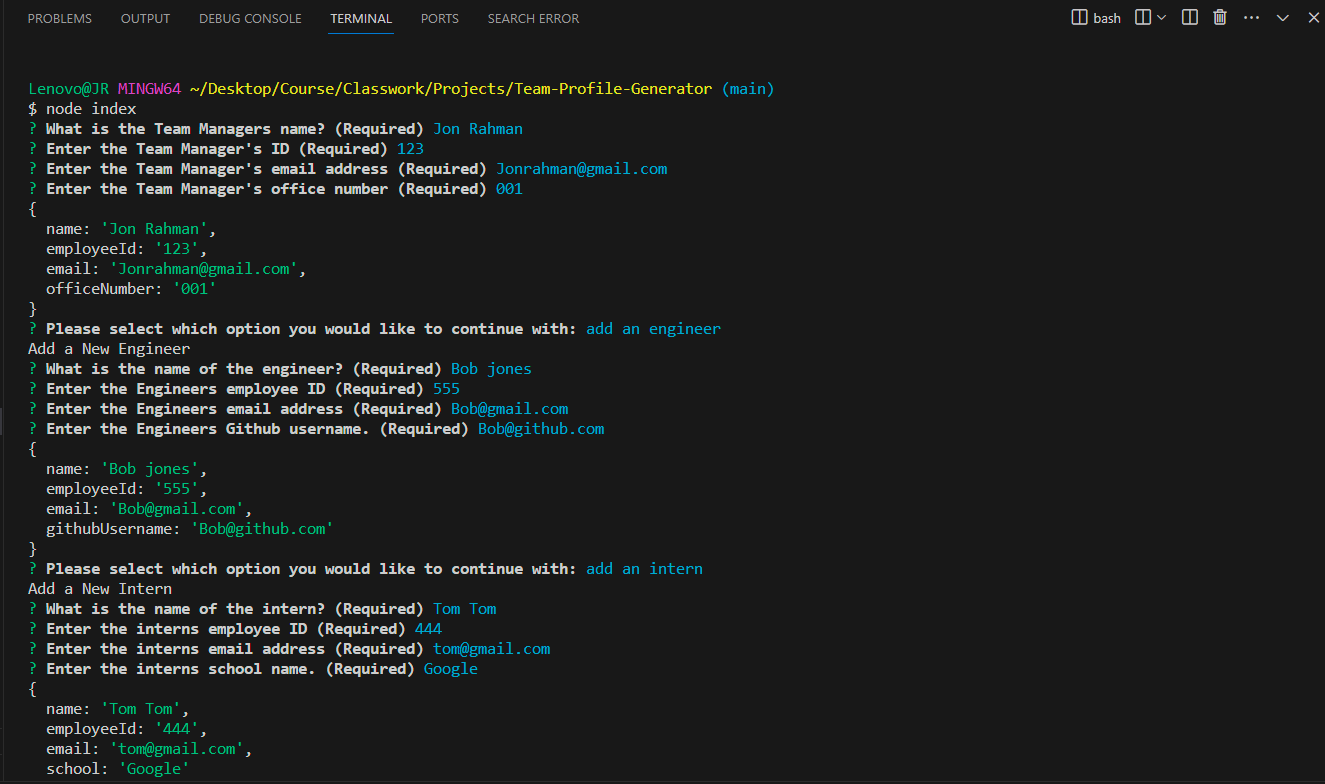 PROBLEMS OUTPUT DEBUG CONSOLE TERMINAL PORTS SEARCH ERROR bash
Lenovo@JR MINGW64 ~/Desktop/Course/Classwork/Projects/Team-Profile-Generator (main)
$ node index
? What is the Team Managers name? (Required) Jon Rahman
? Enter the Team Manager's ID (Required) 123
? Enter the Team Manager's email address (Required) Jonrahman@gmail.com
? Enter the Team Manager's office number (Required) 001
{
  name: 'Jon Rahman',
  employeeId: '123',
  email: 'Jonrahman@gmail.com',
  officeNumber: '001'
}
? Please select which option you would like to continue with: add an engineer
Add a New Engineer
? What is the name of the engineer? (Required) Bob jones
? Enter the Engineers employee ID (Required) 555
? Enter the Engineers email address (Required) Bob@gmail.com
? Enter the Engineers Github username. (Required) Bob@github.com
{
  name: 'Bob jones',
  employeeId: '555',
  email: 'Bob@gmail.com',
  githubUsername: 'Bob@github.com'
}
? Please select which option you would like to continue with: add an intern
Add a New Intern
? What is the name of the intern? (Required) Tom Tom
? Enter the interns employee ID (Required) 444
? Enter the interns email address (Required) tom@gmail.com
? Enter the interns school name. (Required) Google
{
  name: 'Tom Tom',
  employeeId: '444',
  email: 'tom@gmail.com',
  school: 'Google'